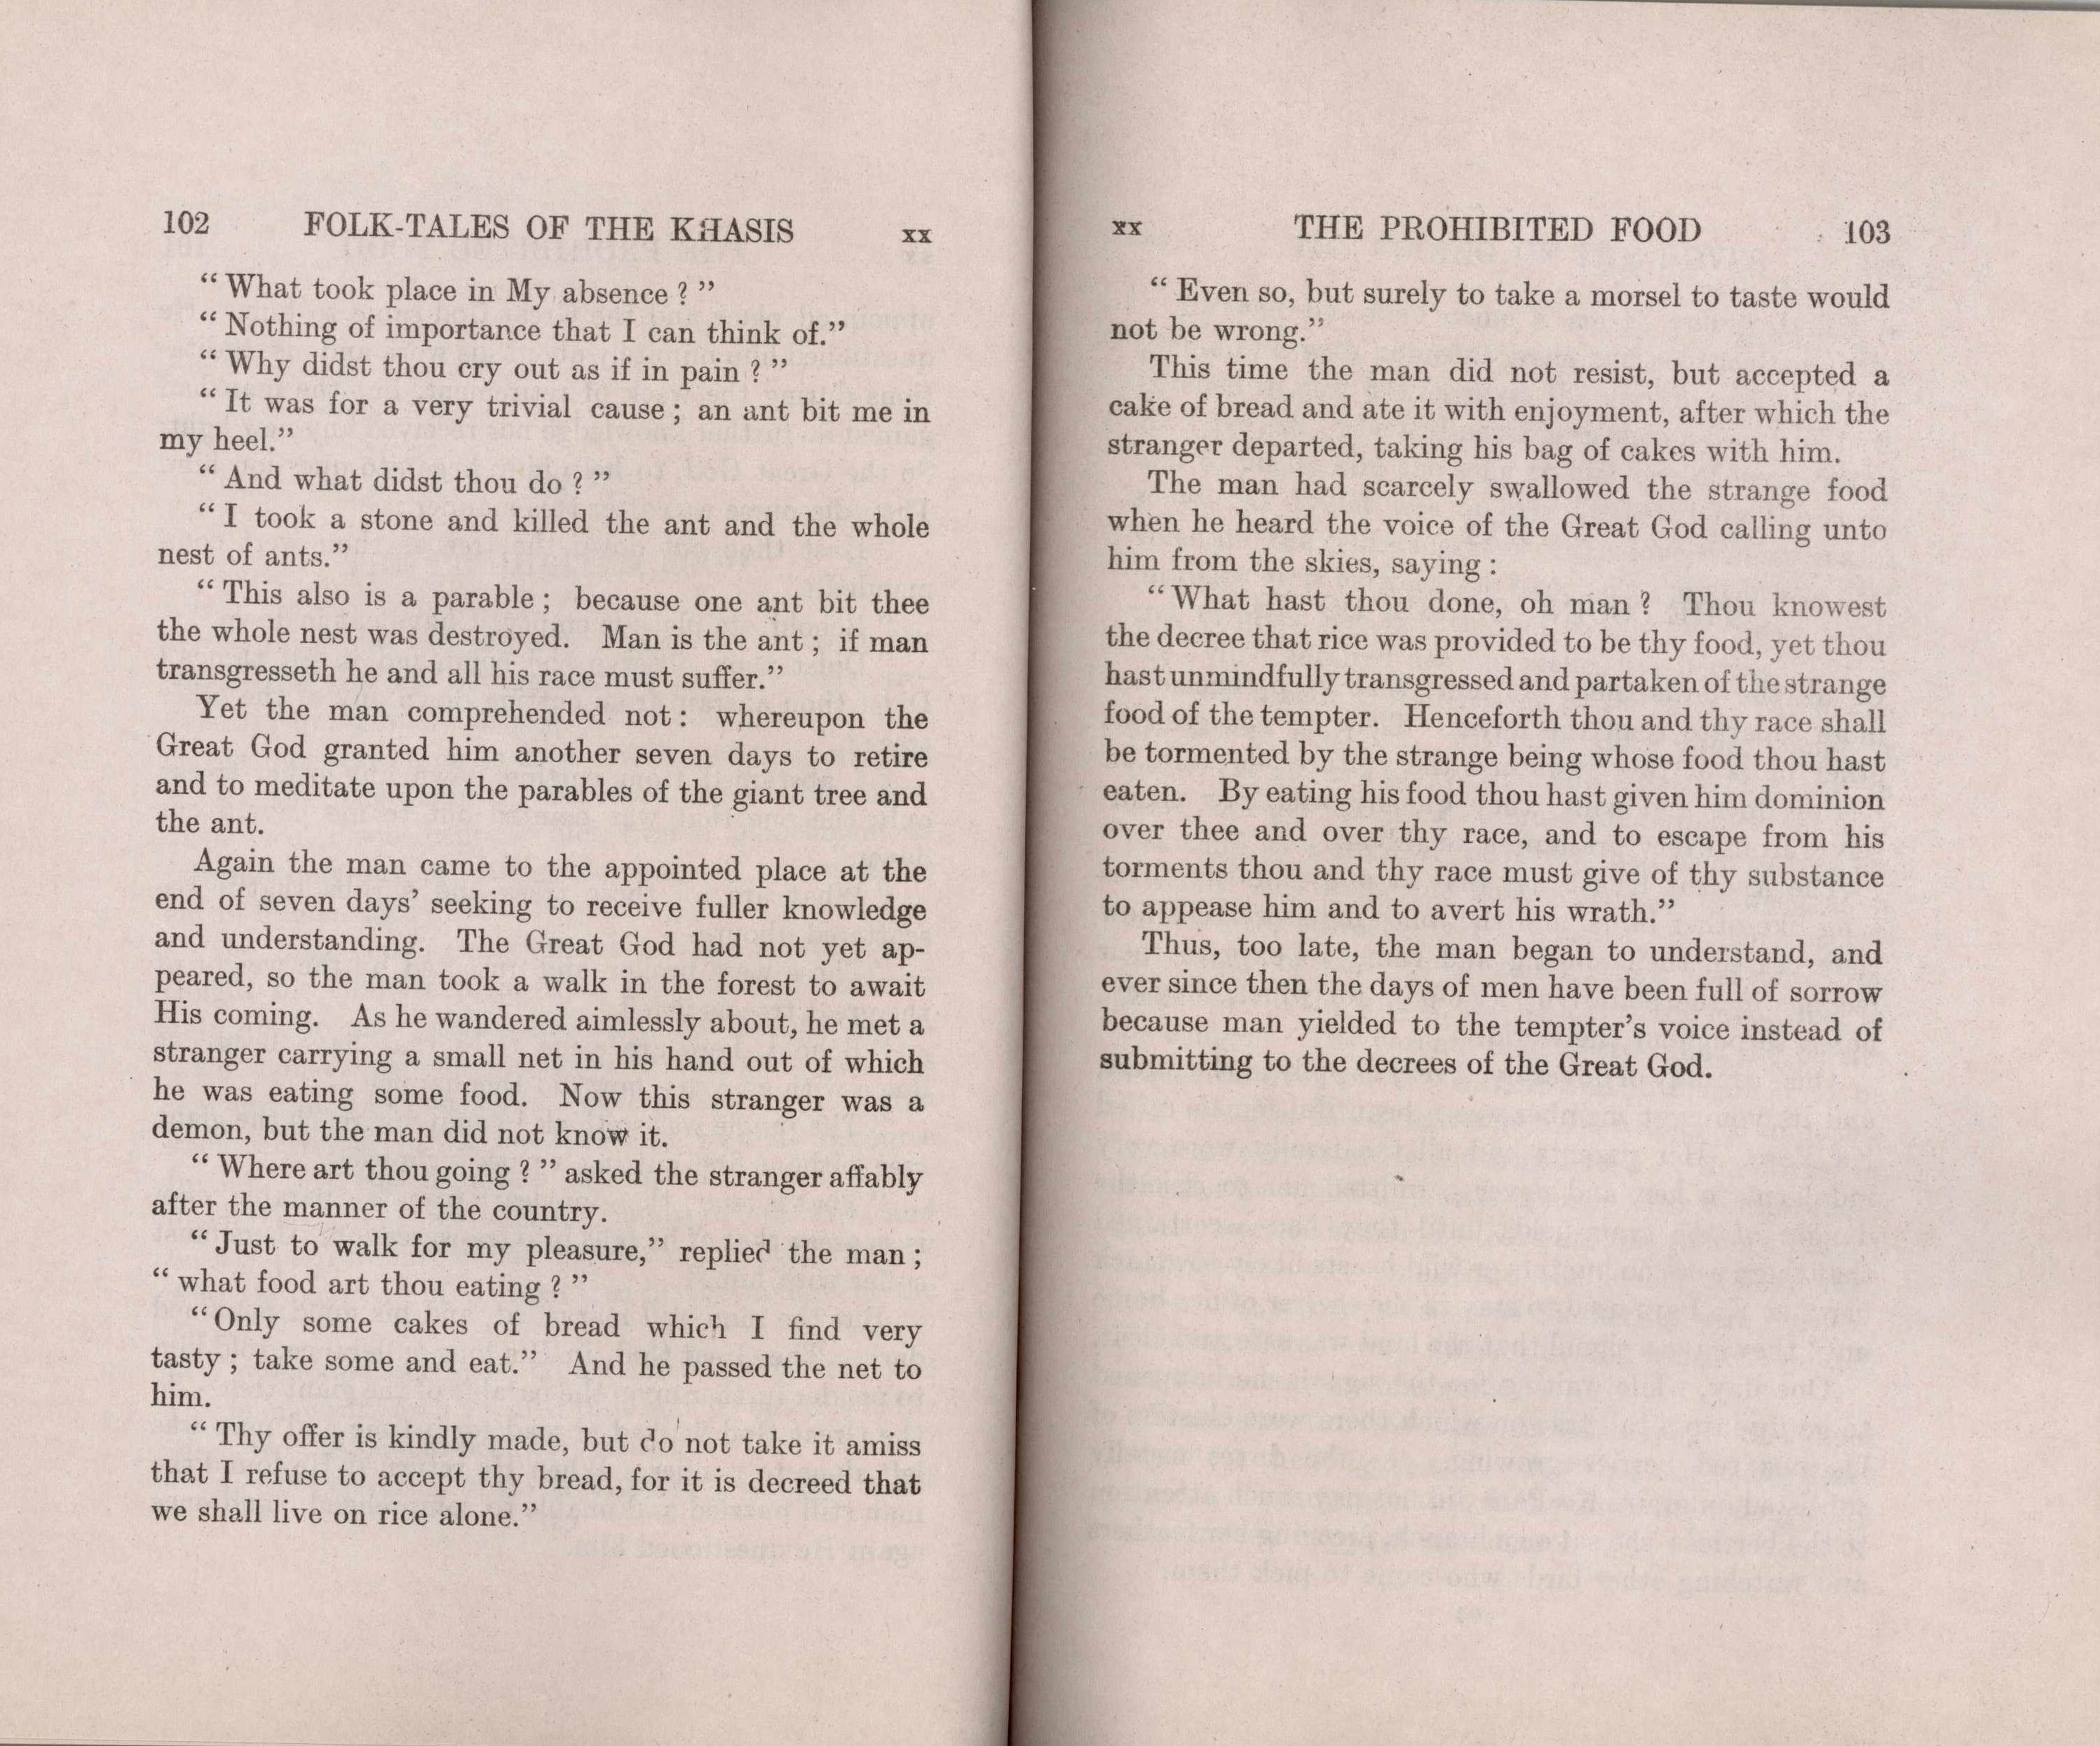 102 FOLK-TALES OF THE KHASIS xx
“ What took place in My absence ? ”
“ Nothing of importance that I can think of.”
“ Why didst thou cry out as if in pain ? ”
“ It was for a very trivial cause ; an ant bit me in
my heel.”
“ And what didst thou do ? ”
“ I took a stone and killed the ant and the whole
nest of ants.”
“ This also is a parable ; because one ant bit thee
the whole nest was destroyed. Man is the ant ; if man
transgresseth he and all his race must suffer.”
Yet the man comprehended not : whereupon the
Great God granted him another seven days to retire
and to meditate upon the parables of the giant tree and
the ant.
Again the man came to the appointed place at the
end of seven days’ seeking to receive fuller knowledge
and understanding. The Great God had not yet ap-
peared, so the man took a walk in the forest to await
His coming. As he wandered aimlessly about, he met a
stranger carrying a small net in his hand out of which
he was eating some food. Now this stranger was a
demon, but the man did not know it.
“ Where art thou going ? ” asked the stranger affably
after the manner of the country.
“ Just to walk for my pleasure,” replied the man ;
“ what food art thou eating ? ”
“ Only some cakes of bread which I find very
tasty ; take some and eat.” And he passed the net to
him.
“ Thy offer is kindly made, but do not take it amiss
that I refuse to accept thy bread, for it is decreed that
we shall live on rice alone.”
xx THE PROHIBITED FOOD 103
“ Even so, but surely to take a morsel to taste would
not be wrong.”
This time the man did not resist, but accepted a
cake of bread and ate it with enjoyment, after which the
stranger departed, taking his bag of cakes with him.
The man had scarcely swallowed the strange food
when he heard the voice of the Great God calling unto
him from the skies, saying :
“ What hast thou done, oh man ? Thou knowest
the decree that rice was provided to be thy food, yet thou
hast unmindfully transgressed and partaken of the strange
food of the tempter. Henceforth thou and thy race shall
be tormented by the strange being whose food thou hast
eaten. By eating his food thou hast given him dominion
over thee and over thy race, and to escape from his
torments thou and thy race must give of thy substance
to appease him and to avert his wrath.”
Thus, too late, the man began to understand, and
ever since then the days of men have been full of sorrow
because man yielded to the tempter’s voice instead of
submitting to the decrees of the Great God.